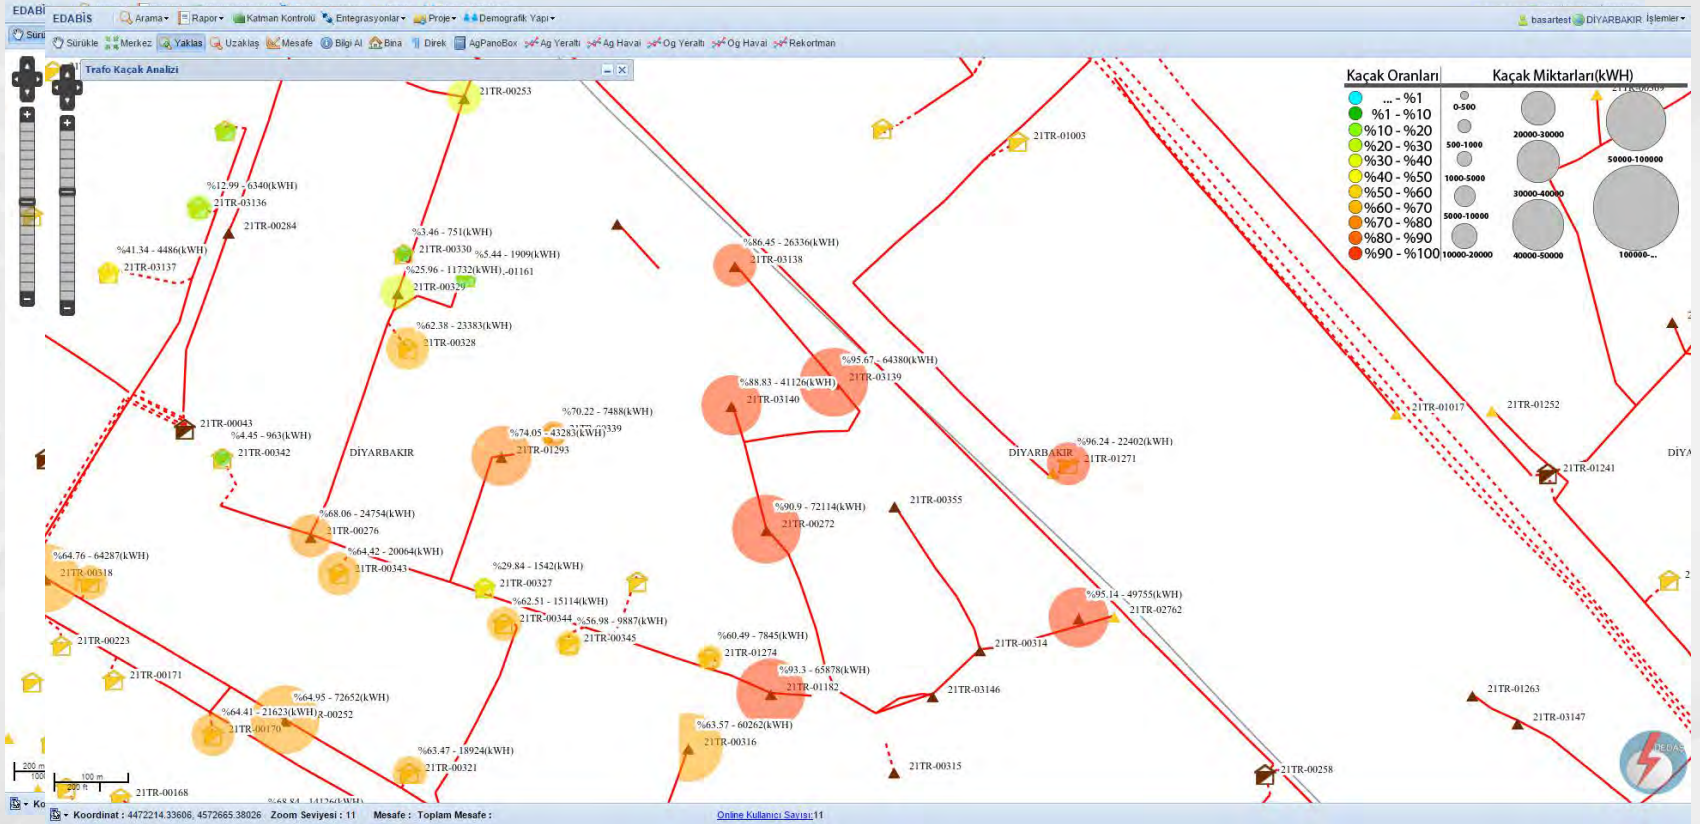 EDABİ
EDABİS Arama Rapor Katman Kontrolü Entegrasyonlar Proje Demografik Yapı basartest DİYARBAKIR İşlemler
Sürü
Sürükle Merkez Yaklaş Uzaklaş Mesafe Bilgi Al Bina Direk AgPanoBox Ag Yeraltı Ag Havai Og Yeraltı Og Havai Rekortman
Trafo Kaçak Analizi
Kaçak Oranları Kaçak Miktarları(kWH)
... - %1
%1 - %10
%10 - %20
%20 - %30
%30 - %40
%40 - %50
%50 - %60
%60 - %70
%70 - %80
%80 - %90
%90 - %100
0-500
500-1000
1000-5000
5000-10000
10000-20000
20000-30000
30000-40000
40000-50000
50000-100000
100000-...
21TR-00253
21TR-01003
%12.99 - 6340(kWH)
21TR-03136
21TR-00284
%41.34 - 4486(kWH)
21TR-03137
%3.46 - 751(kWH)
21TR-00330
%5.44 - 1909(kWH)
-01161
%25.96 - 11732(kWH)
21TR-00329
%62.38 - 23383(kWH)
21TR-00328
%86.45 - 26336(kWH)
21TR-03138
%95.67 - 64380(kWH)
21TR-03139
%88.83 - 41126(kWH)
21TR-03140
21TR-01017
21TR-01252
%70.22 - 7488(kWH)
%74.05 - 43283(kWH)
21TR-01293
21TR-00043
%4.45 - 963(kWH)
21TR-00342
DİYARBAKIR
DİYARBAKIR
%96.24 - 22402(kWH)
21TR-01271
21TR-01241
DİYA
%68.06 - 24754(kWH)
21TR-00276
%90.9 - 72114(kWH)
21TR-00272
21TR-00355
%64.76 - 64287(kWH)
21TR-00318
%64.42 - 20064(kWH)
21TR-00343
%29.84 - 1542(kWH)
21TR-00327
%62.51 - 15114(kWH)
21TR-00344
%56.98 - 9887(kWH)
21TR-00345
%95.14 - 49755(kWH)
21TR-02762
21TR-00223
21TR-00171
%60.49 - 7845(kWH)
21TR-01274
21TR-00314
%93.3 - 65878(kWH)
21TR-01182
21TR-03146
21TR-01263
21TR-03147
%64.95 - 72652(kWH)
R-00252
%64.41 - 21623(kWH)
21TR-00170
%63.57 - 60262(kWH)
21TR-00316
%63.47 - 18924(kWH)
21TR-00321
21TR-00315
21TR-00258
DEDAŞ
200 m
100 m
200 ft
21TR-00168
%68.84 - 14126(kWH)
Ko
Koordinat : 4472214.33606, 4572665.38026 Zoom Seviyesi : 11 Mesafe : Toplam Mesafe : Online Kullanıcı Sayısı:11